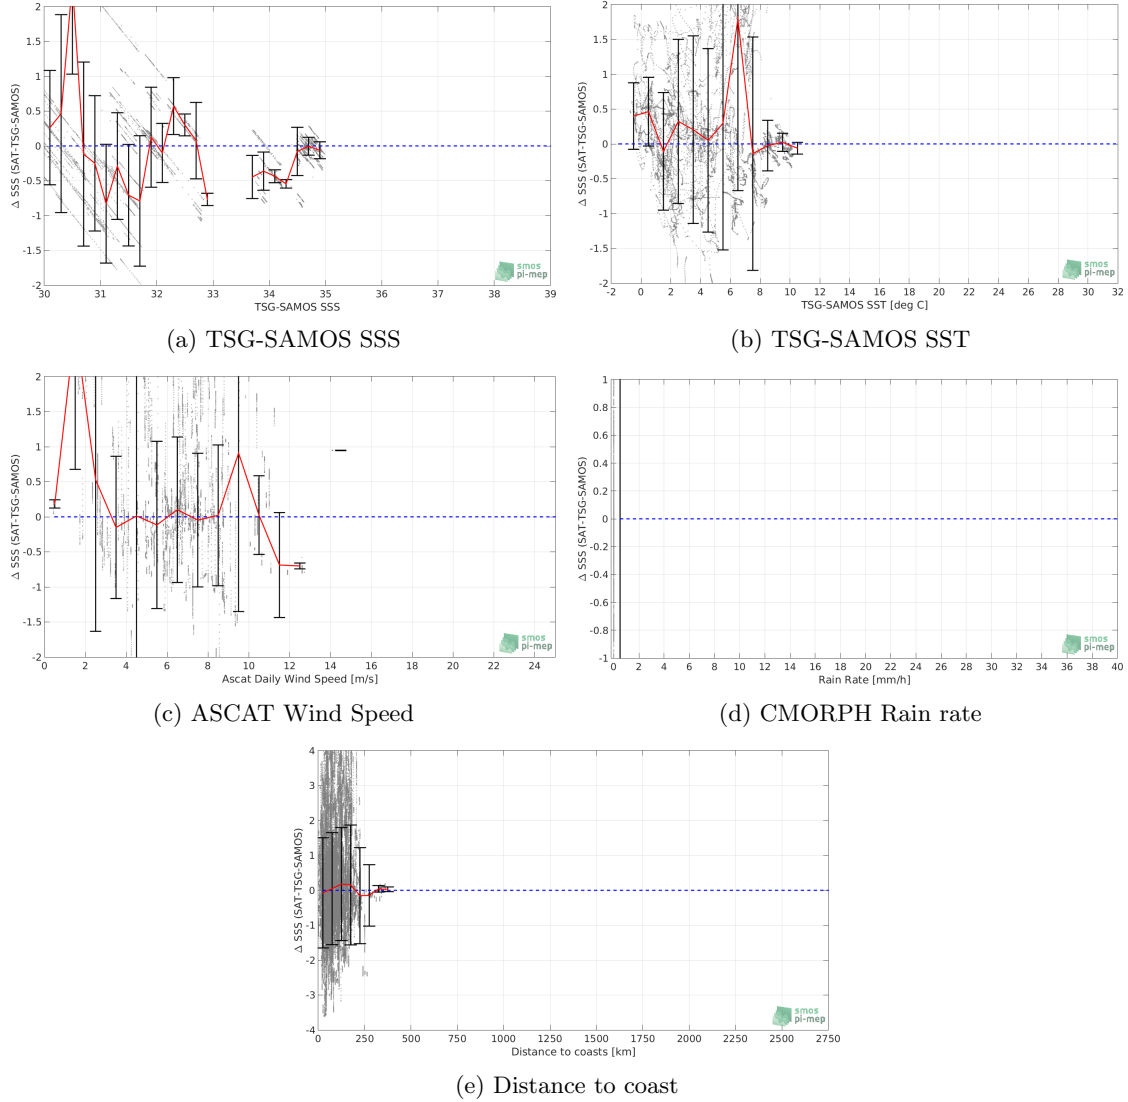 2
1.5
1
0.5
0
-0.5
-1
-1.5
-2
Δ SSS (SAT-TSG-SAMOS)
30 31 32 33 34 35 36 37 38 39
TSG-SAMOS SSS
smos
pi-mep
(a) TSG-SAMOS SSS
2
1.5
1
0.5
0
-0.5
-1
-1.5
-2
Δ SSS (SAT-TSG-SAMOS)
-2 0 2 4 6 8 10 12 14 16 18 20 22 24 26 28 30 32
TSG-SAMOS SST [deg C]
smos
pi-mep
(b) TSG-SAMOS SST
2
1.5
1
0.5
0
-0.5
-1
-1.5
-2
Δ SSS (SAT-TSG-SAMOS)
0 2 4 6 8 10 12 14 16 18 20 22 24
Ascat Daily Wind Speed [m/s]
smos
pi-mep
(c) ASCAT Wind Speed
1
0.8
0.6
0.4
0.2
0
-0.2
-0.4
-0.6
-0.8
-1
Δ SSS (SAT-TSG-SAMOS)
0 2 4 6 8 10 12 14 16 18 20 22 24 26 28 30 32 34 36 38 40
Rain Rate [mm/h]
smos
pi-mep
(d) CMORPH Rain rate
4
3
2
1
0
-1
-2
-3
-4
Δ SSS (SAT-TSG-SAMOS)
0 250 500 750 1000 1250 1500 1750 2000 2250 2500 2750
Distance to coasts [km]
smos
pi-mep
(e) Distance to coast